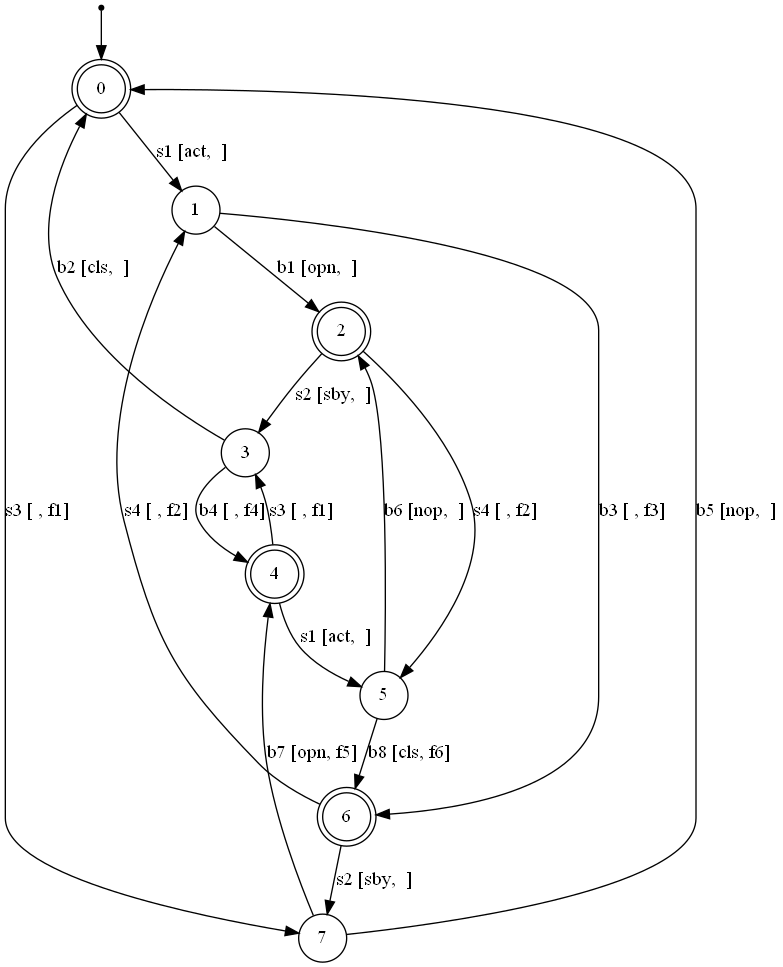 0
s1 [act,  ]
1
b2 [cls,  ]
b1 [opn,  ]
2
s2 [sby,  ]
3
s3 [ , f1]
s4 [ , f2]
b4 [ , f4]
s3 [ , f1]
b6 [nop,  ]
s4 [ , f2]
b3 [ , f3]
b5 [nop,  ]
4
s1 [act,  ]
5
b7 [opn, f5]
b8 [cls, f6]
6
s2 [sby,  ]
7